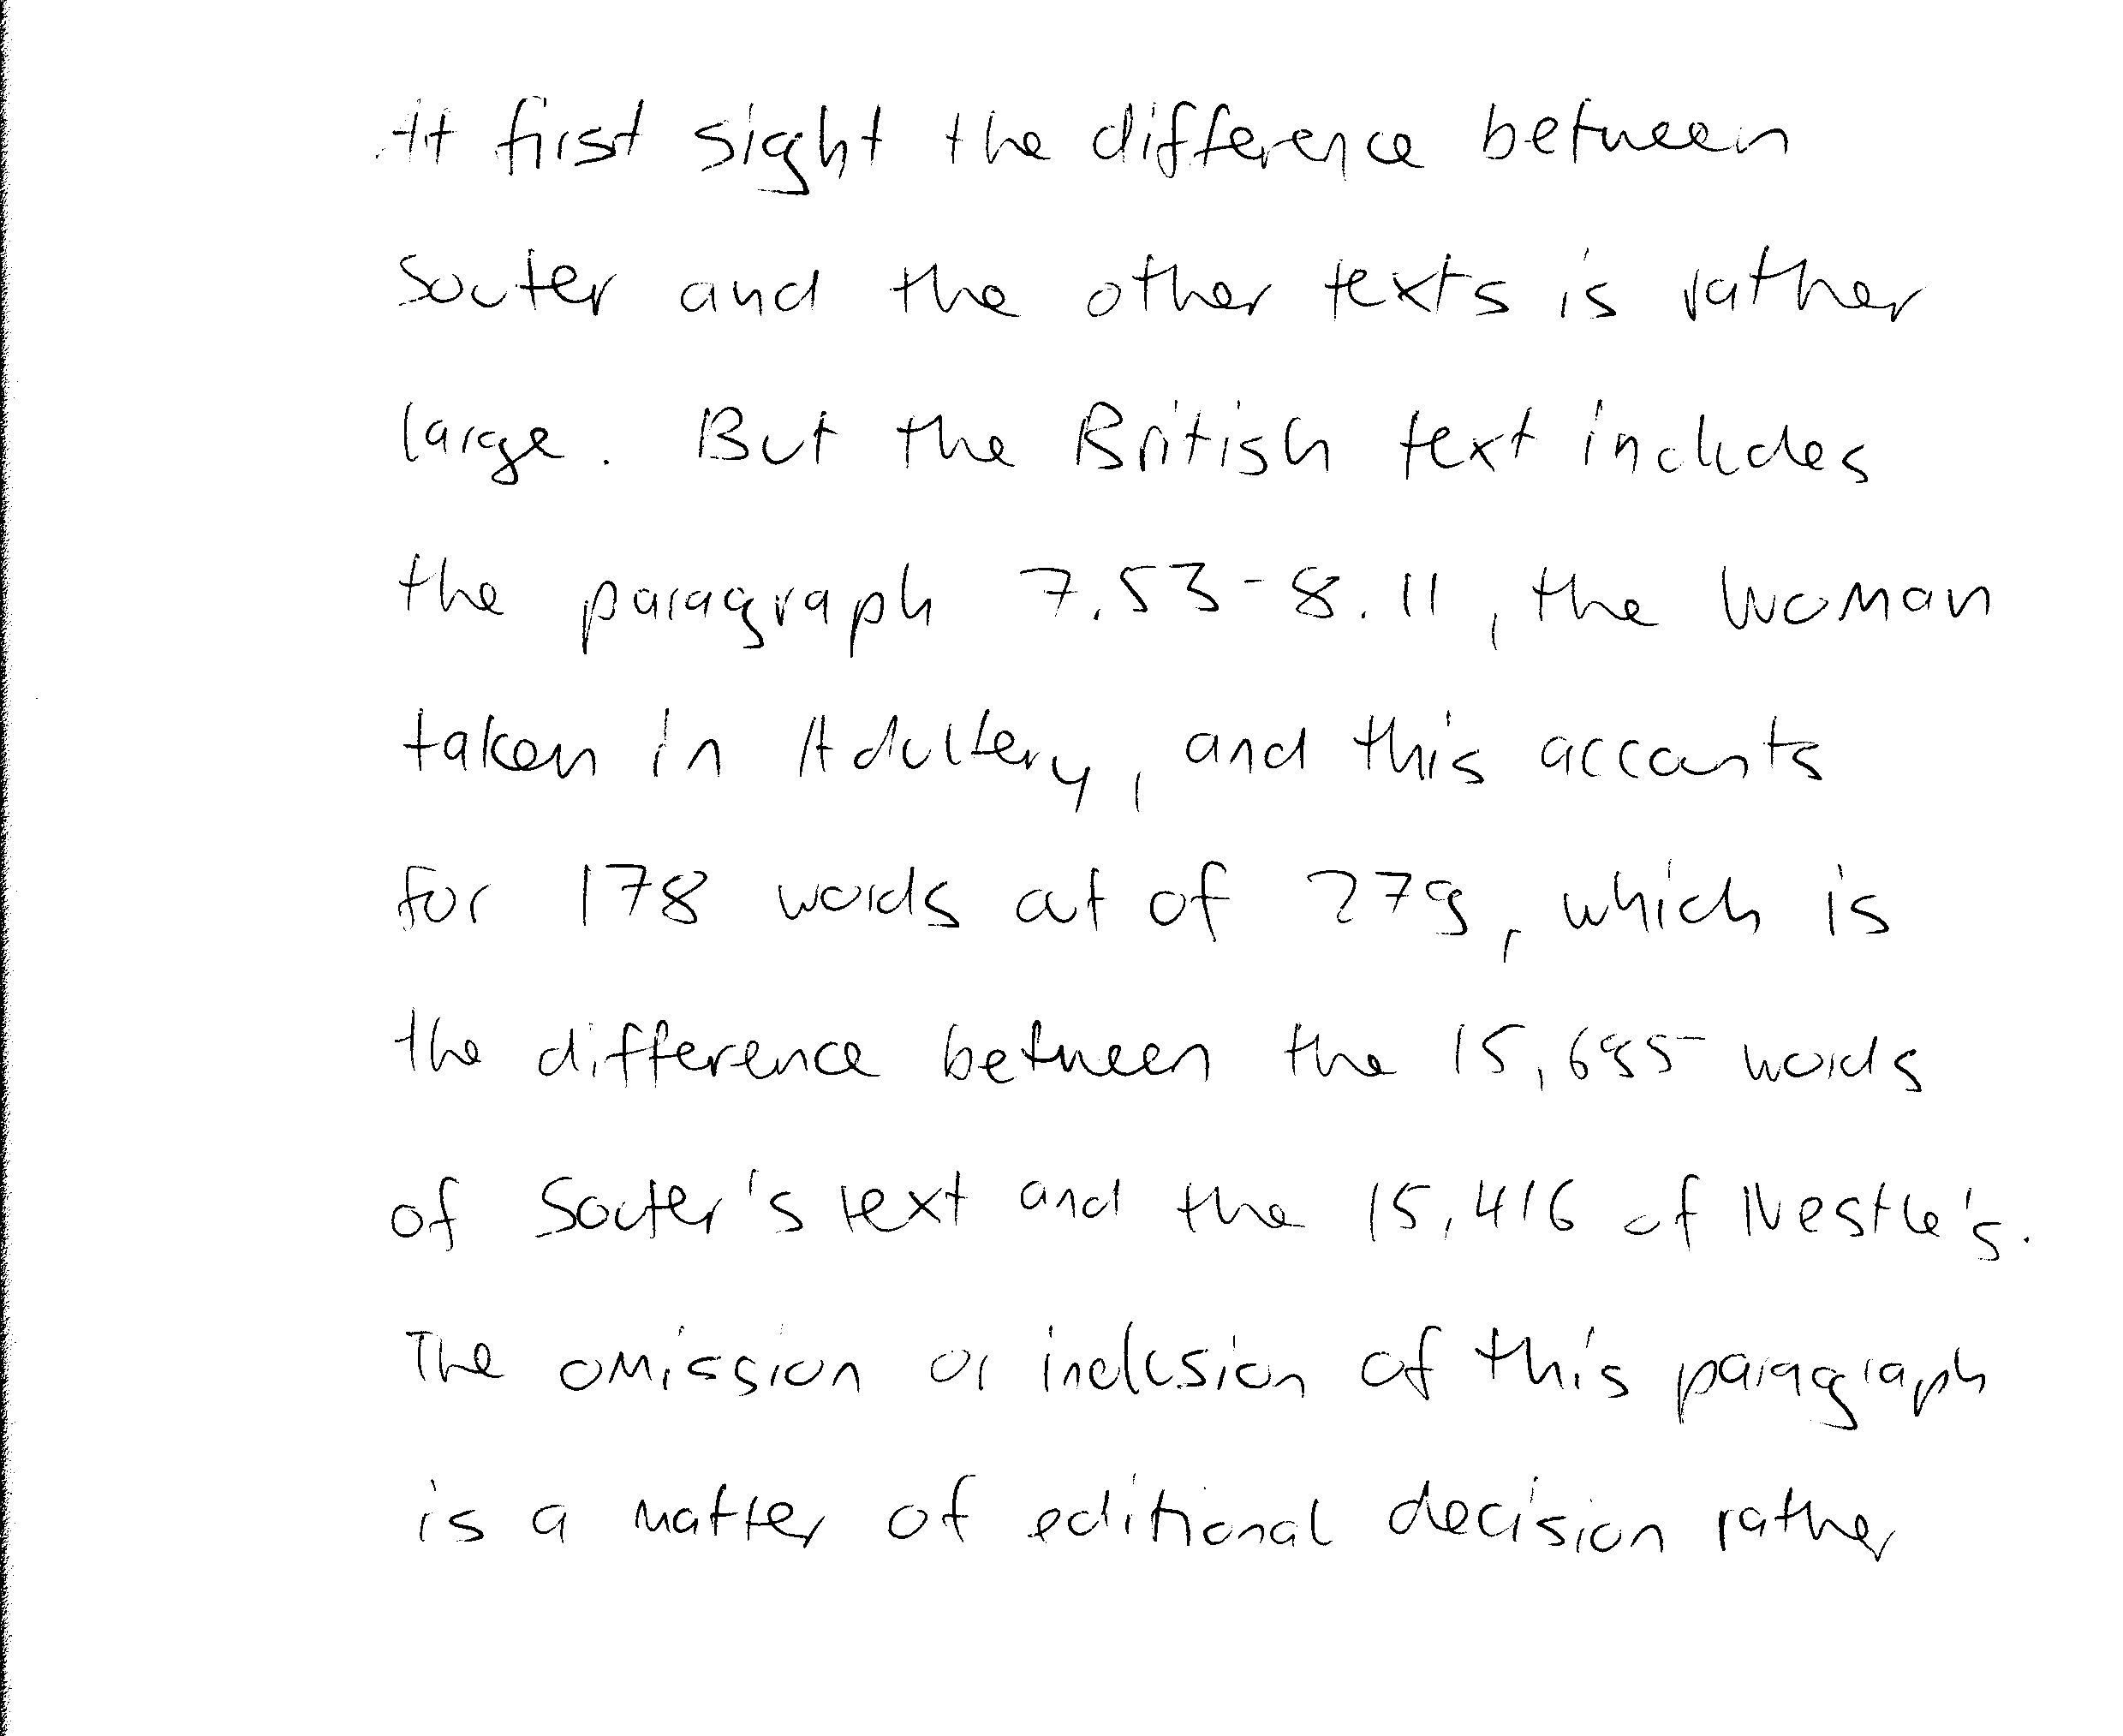 At first sight the difference between
Souter and the other texts is rather
large. But the British text includes
the paragraph 7.53-8.11, the Woman
taken in Adultery, and this accounts
for 178 words out of 279, which is
the difference between the 15,695 words
of Souter's text and the 15,416 of Nestle's.
The omission or inclusion of this paragraph
is a matter of editional decision rather